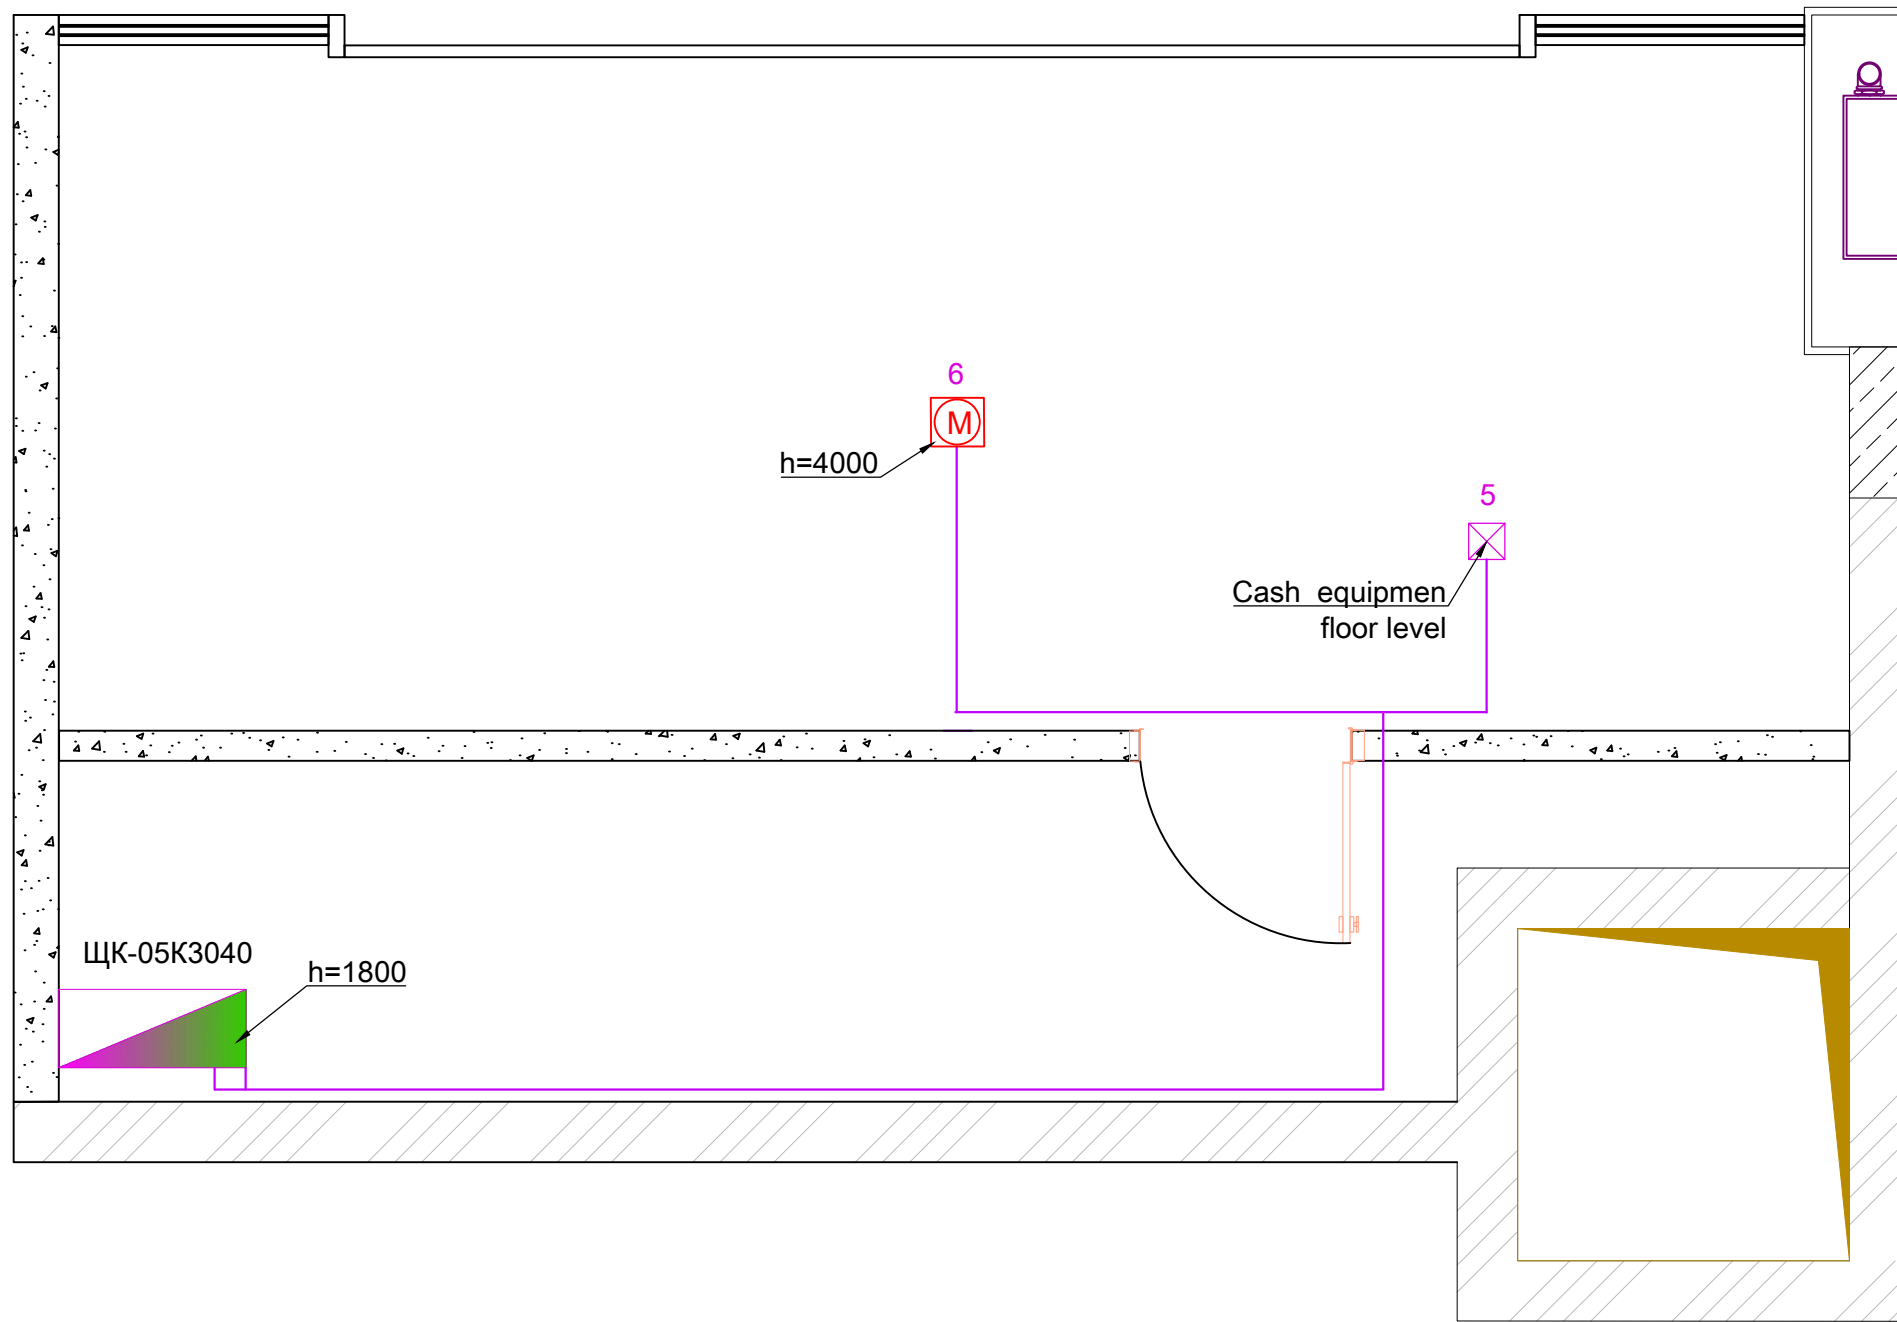 6
M
h=4000
5
Cash equipmen
floor level
ЩК-05К3040
h=1800